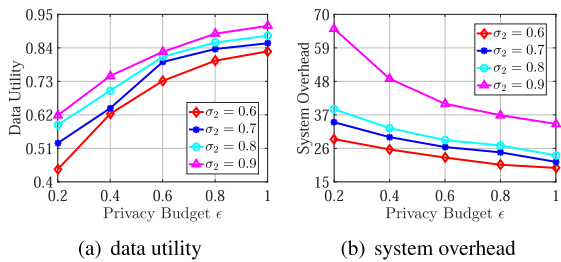 0.95
0.84
0.73
0.62
0.51
0.4
Data Utility
σ₂ = 0.6
σ₂ = 0.7
σ₂ = 0.8
σ₂ = 0.9
0.2 0.4 0.6 0.8 1
Privacy Budget ϵ
(a) data utility
70
59
48
37
26
15
System Overhead
σ₂ = 0.6
σ₂ = 0.7
σ₂ = 0.8
σ₂ = 0.9
0.2 0.4 0.6 0.8 1
Privacy Budget ϵ
(b) system overhead